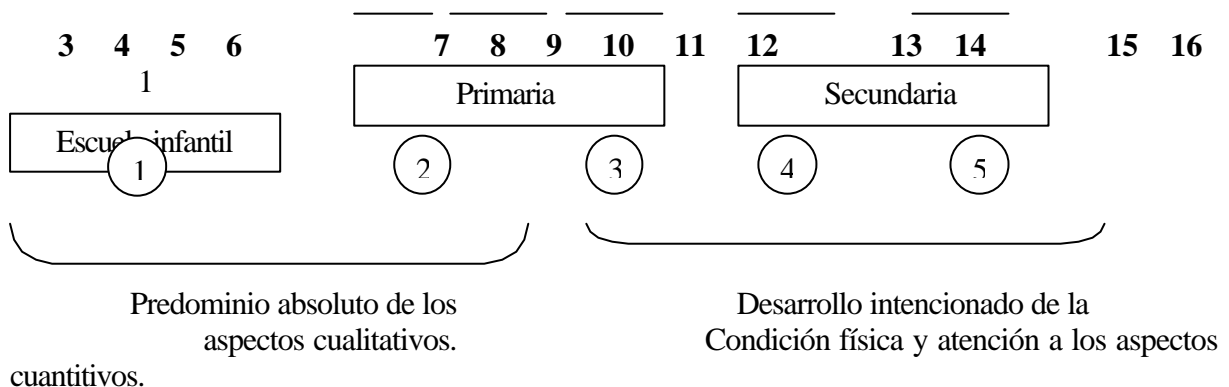 3 4 5 6 7 8 9 10 11 12 13 14 15 16
1
Primaria Secundaria
Escuela infantil
1 2 3 4 5
Predominio absoluto de los Desarrollo intencionado de la
aspectos cualitativos. Condición física y atención a los aspectos
cuantitivos.